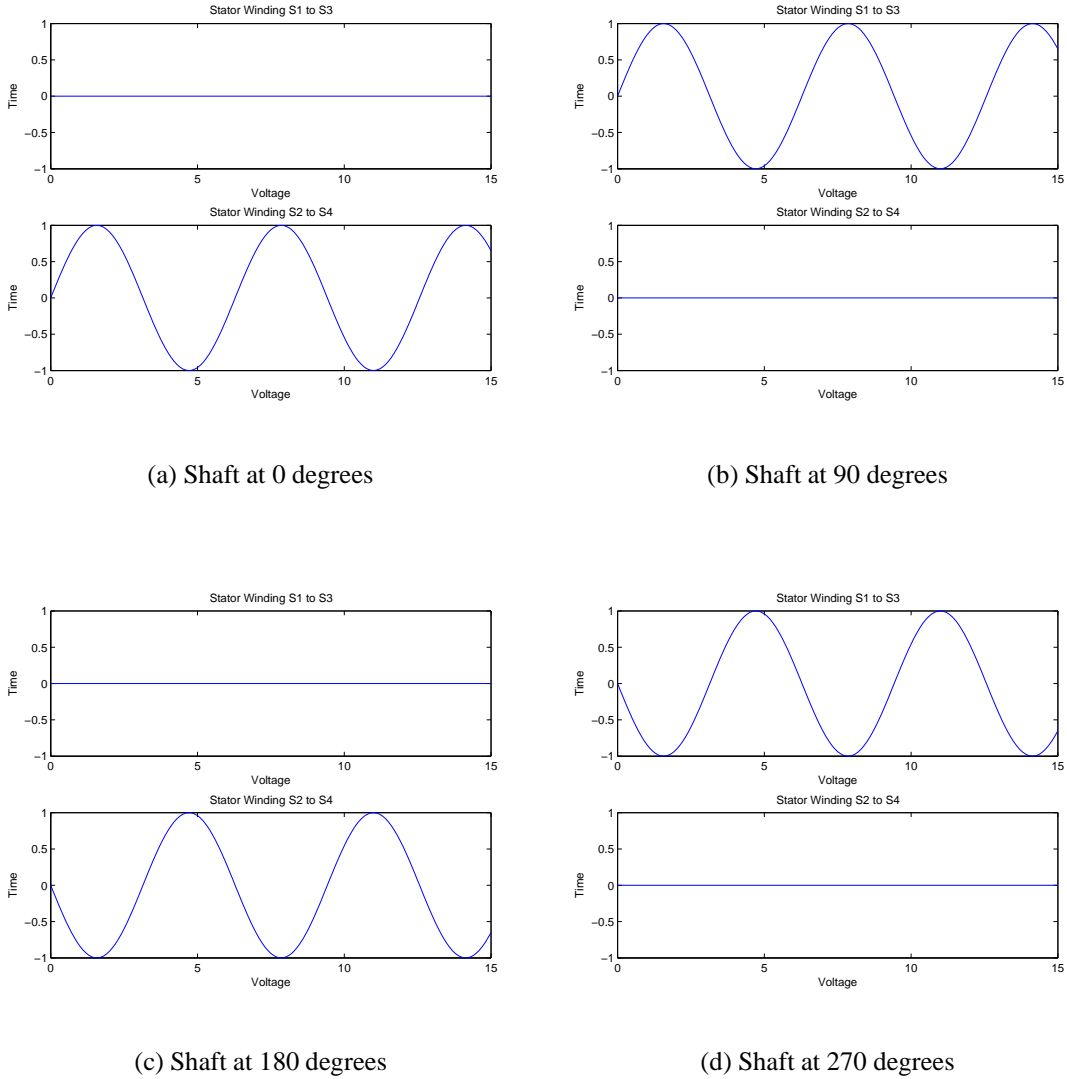 Stator Winding S1 to S3
1
0.5
0
−0.5
−1
0 5 10 15
Time
Voltage
Stator Winding S2 to S4
1
0.5
0
−0.5
−1
0 5 10 15
Time
Voltage
(a) Shaft at 0 degrees
Stator Winding S1 to S3
1
0.5
0
−0.5
−1
0 5 10 15
Time
Voltage
Stator Winding S2 to S4
1
0.5
0
−0.5
−1
0 5 10 15
Time
Voltage
(b) Shaft at 90 degrees
Stator Winding S1 to S3
1
0.5
0
−0.5
−1
0 5 10 15
Time
Voltage
Stator Winding S2 to S4
1
0.5
0
−0.5
−1
0 5 10 15
Time
Voltage
(c) Shaft at 180 degrees
Stator Winding S1 to S3
1
0.5
0
−0.5
−1
0 5 10 15
Time
Voltage
Stator Winding S2 to S4
1
0.5
0
−0.5
−1
0 5 10 15
Time
Voltage
(d) Shaft at 270 degrees